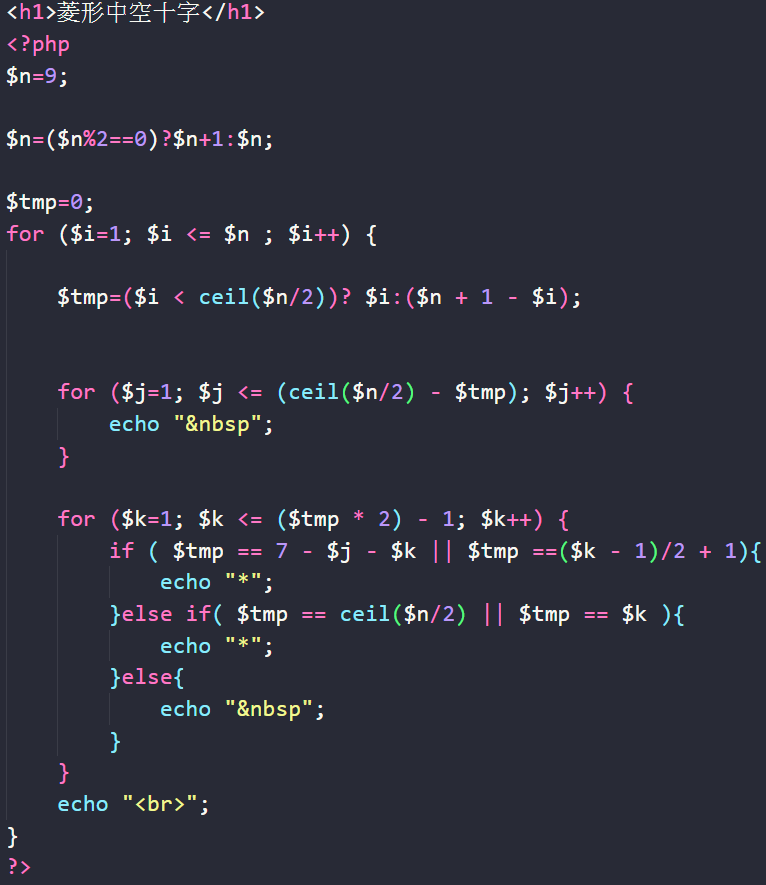 <h1>菱形中空十字</h1>
<?php
$n=9;
$n=($n%2==0)?$n+1:$n;
$tmp=0;
for ($i=1; $i <= $n ; $i++) {
$tmp=($i < ceil($n/2))? $i:($n + 1 - $i);
for ($j=1; $j <= (ceil($n/2) - $tmp); $j++) {
echo "&nbsp";
}
for ($k=1; $k <= ($tmp * 2) - 1; $k++) {
if ( $tmp == 7 - $j - $k || $tmp ==($k - 1)/2 + 1){
echo "*";
}else if( $tmp == ceil($n/2) || $tmp == $k ){
echo "*";
}else{
echo "&nbsp";
}
}
echo "<br>";
}
?>